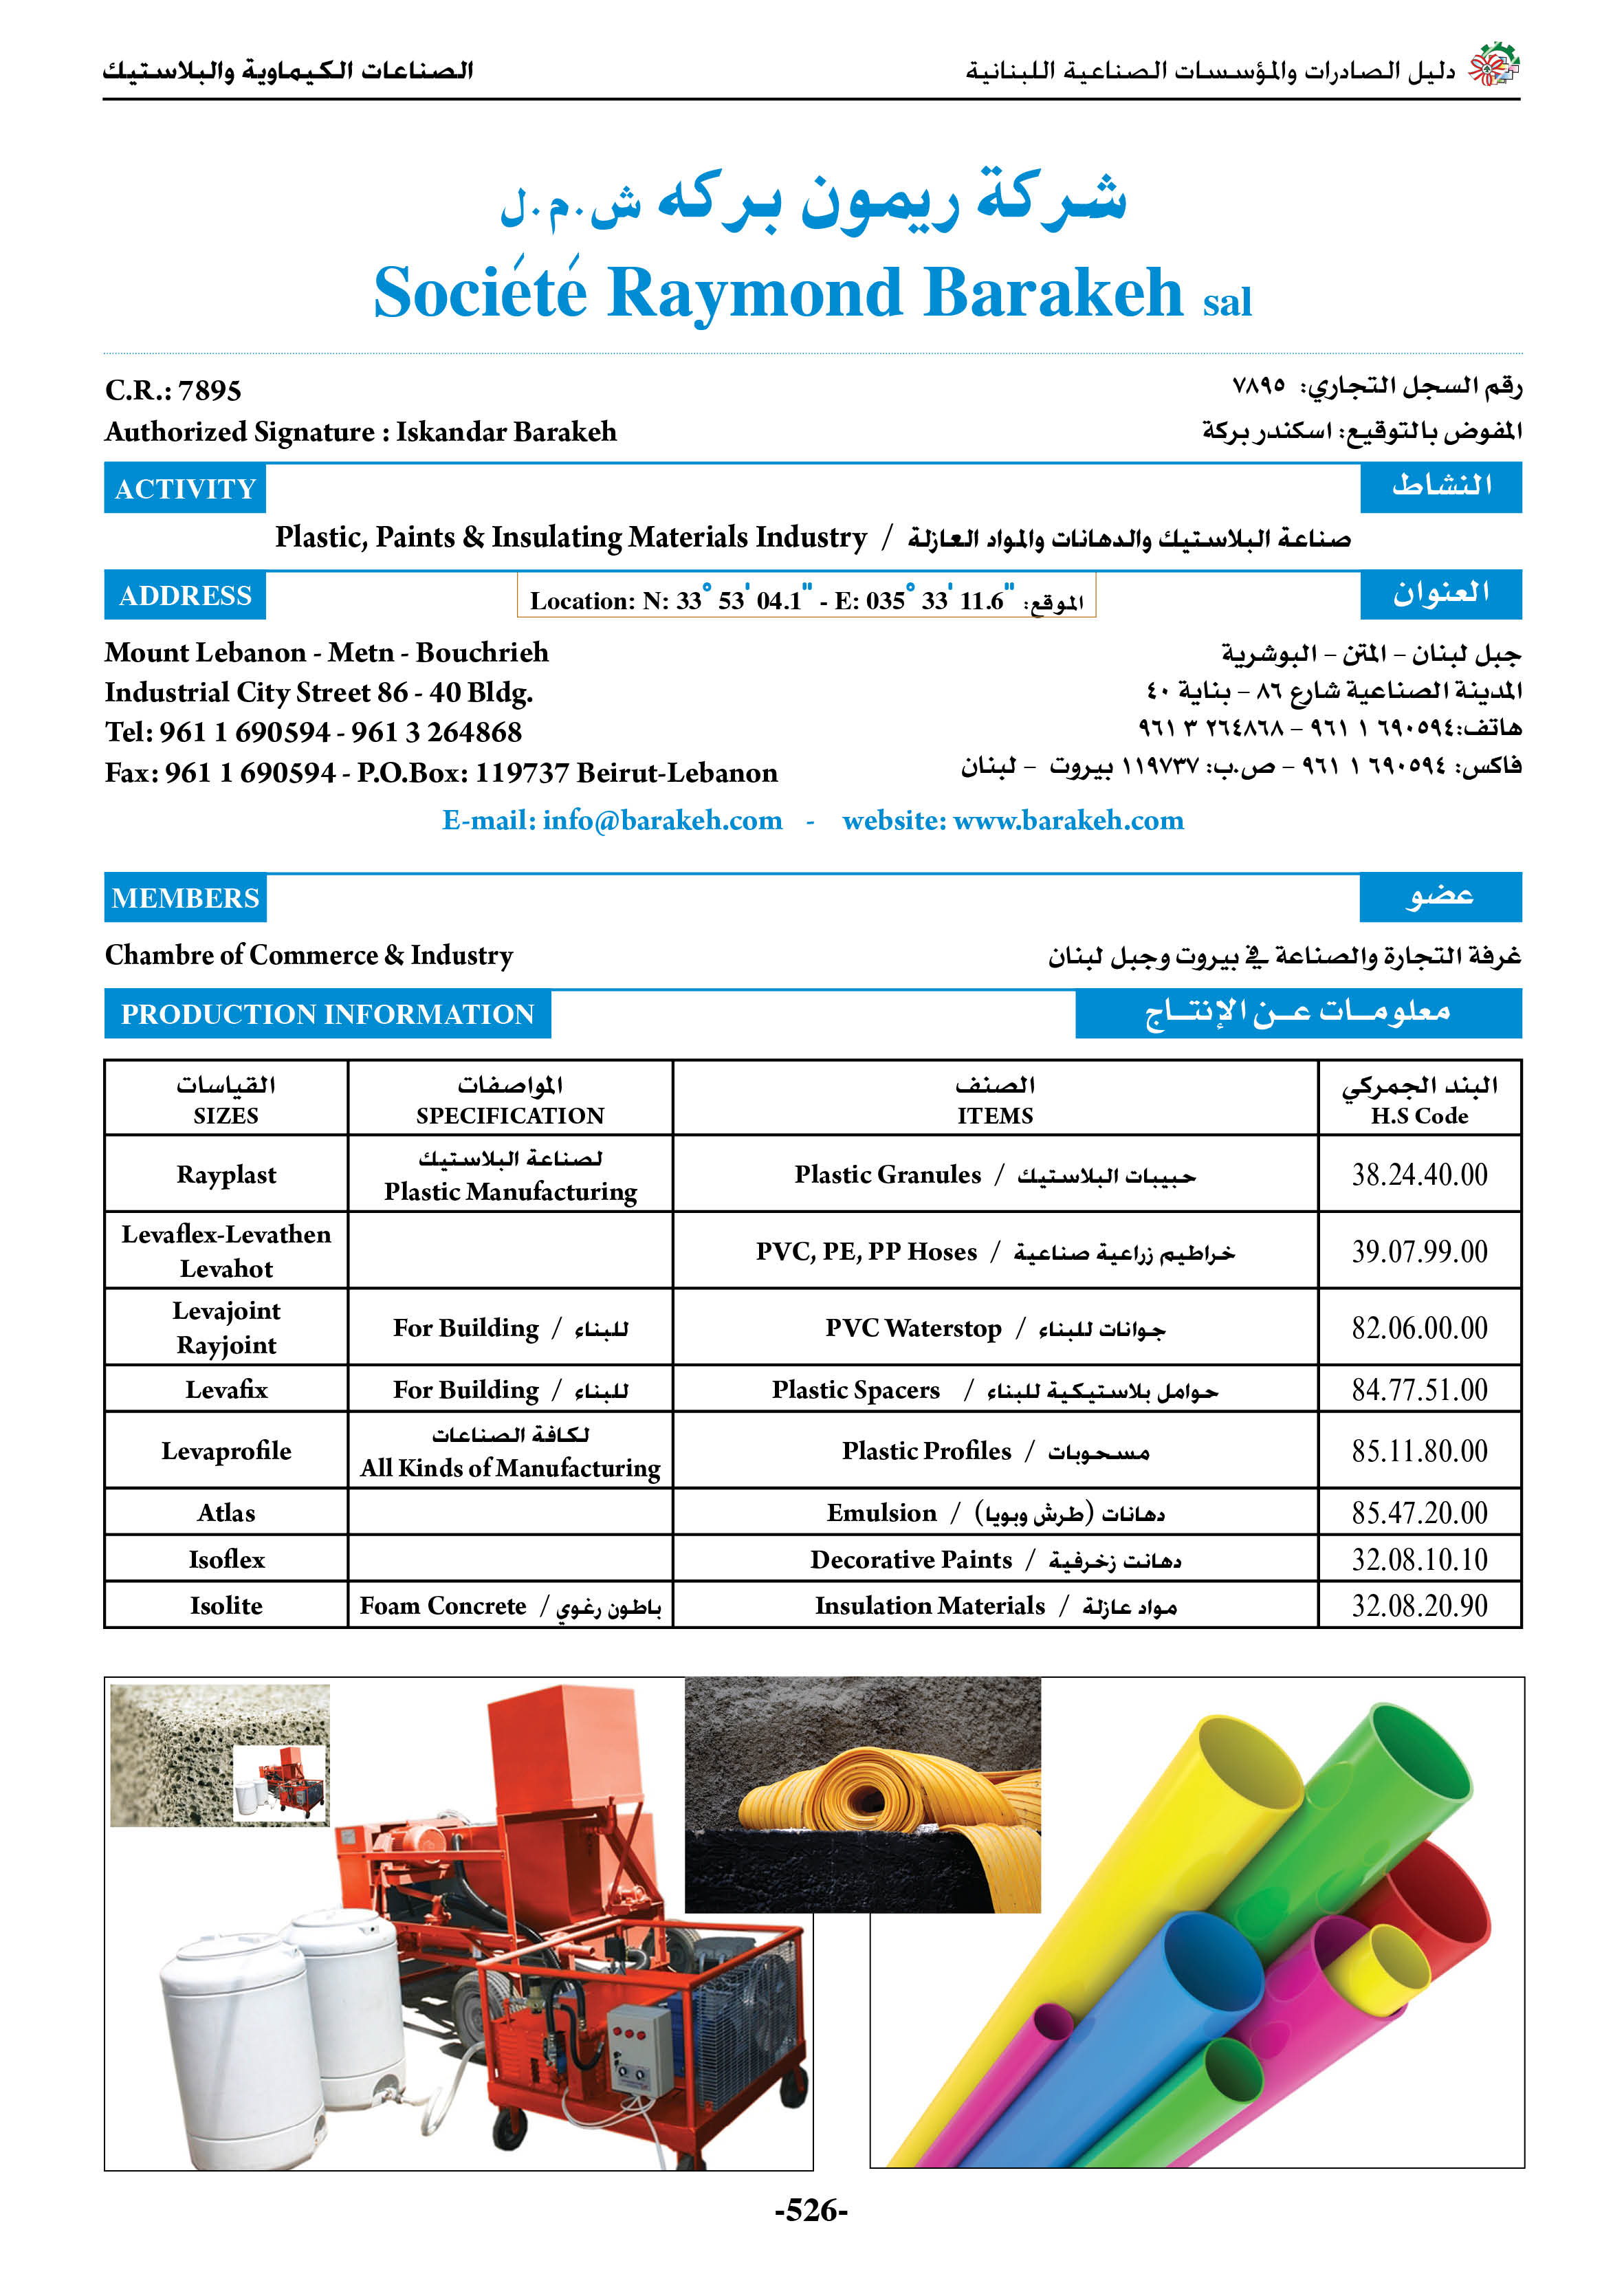 دليل الصادرات والمؤسسات الصناعية اللبنانية
الصناعات الكيماوية والبلاستيك
شركة ريمون بركه ش.م.ل
Société Raymond Barakeh sal
C.R.: 7895
رقم السجل التجاري: ٧٨٩٥
Authorized Signature : Iskandar Barakeh
المفوض بالتوقيع: اسكندر بركة
ACTIVITY
النشاط
Plastic, Paints & Insulating Materials Industry / صناعة البلاستيك والدهانات والمواد العازلة
ADDRESS
Location: N: 33° 53' 04.1" - E: 035° 33' 11.6" :الموقع
العنوان
Mount Lebanon - Metn - Bouchrieh
Industrial City Street 86 - 40 Bldg.
Tel: 961 1 690594 - 961 3 264868
Fax: 961 1 690594 - P.O.Box: 119737 Beirut-Lebanon
جبل لبنان – المتن – البوشرية
المدينة الصناعية شارع ٨٦ – بناية ٤٠
هاتف:٦٩٠٥٩٤ ١ ٩٦١ – ٢٦٤٨٦٨ ٣ ٩٦١
فاكس: ٦٩٠٥٩٤ ١ ٩٦١ – ص.ب: ١١٩٧٣٧ بيروت – لبنان
E-mail: info@barakeh.com - website: www.barakeh.com
MEMBERS
عضو
Chambre of Commerce & Industry
غرفة التجارة والصناعة في بيروت وجبل لبنان
PRODUCTION INFORMATION
معلومات عن الإنتاج
القياسات
SIZES
المواصفات
SPECIFICATION
الصنف
ITEMS
البند الجمركي
H.S Code
Rayplast
لصناعة البلاستيك
Plastic Manufacturing
Plastic Granules / حبيبات البلاستيك
38.24.40.00
Levaflex-Levathen
Levahot
PVC, PE, PP Hoses / خراطيم زراعية صناعية
39.07.99.00
Levajoint
Rayjoint
For Building / للبناء
PVC Waterstop / جوانات للبناء
82.06.00.00
Levafix
For Building / للبناء
Plastic Spacers / حوامل بلاستيكية للبناء
84.77.51.00
Levaprofile
لكافة الصناعات
All Kinds of Manufacturing
Plastic Profiles / مسحوبات
85.11.80.00
Atlas
Emulsion / دهانات (طرش وبويا)
85.47.20.00
Isoflex
Decorative Paints / دهانت زخرفية
32.08.10.10
Isolite
Foam Concrete / باطون رغوي
Insulation Materials / مواد عازلة
32.08.20.90
-526-